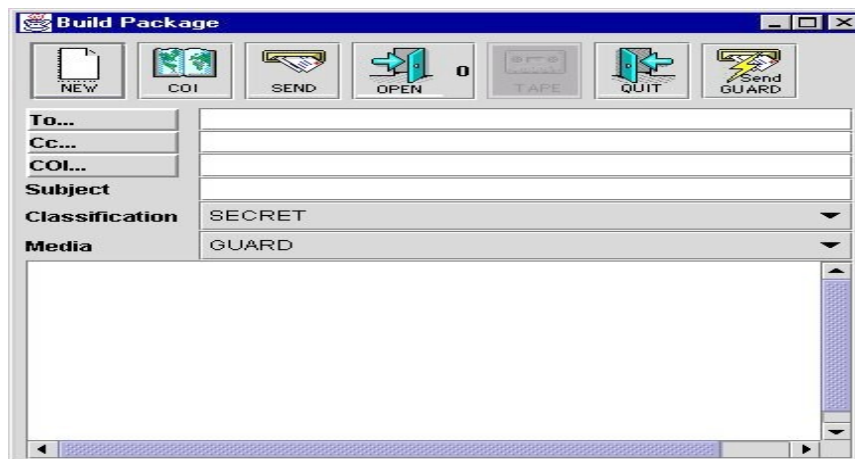 Build Package
NEW COI SEND OPEN 0 TAPE QUIT Send GUARD
To...
Cc...
COI...
Subject
Classification SECRET
Media GUARD